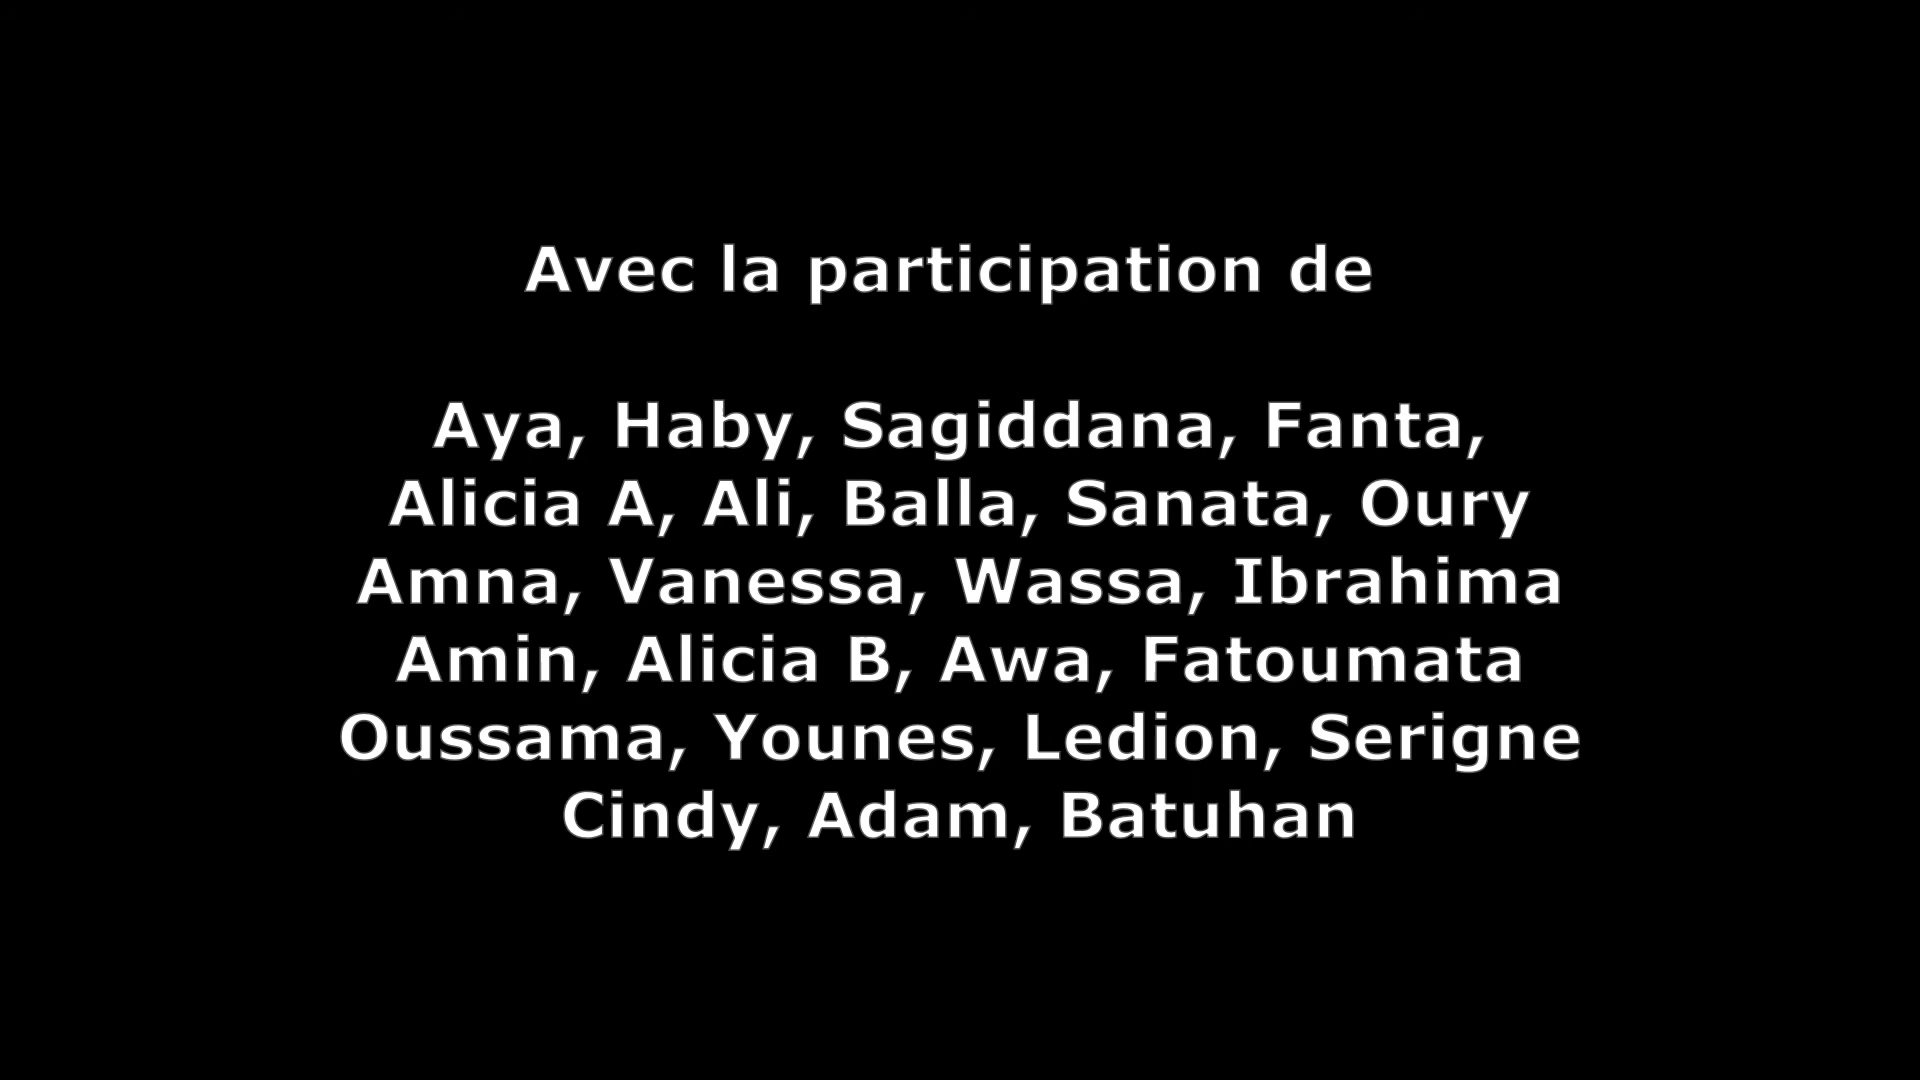 Avec la participation de
Aya, Haby, Sagiddana, Fanta,
Alicia A, Ali, Balla, Sanata, Oury
Amna, Vanessa, Wassa, Ibrahima
Amin, Alicia B, Awa, Fatoumata
Oussama, Younes, Ledion, Serigne
Cindy, Adam, Batuhan